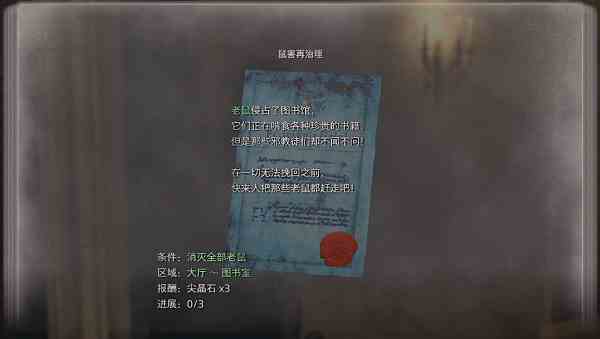 鼠害再治理
老鼠侵占了图书馆，
它们正在啃食各种珍贵的书籍，
但是那些邪教徒们却不闻不问！
在一切无法挽回之前，
快来人把那些老鼠都赶走吧！
条件：消灭全部老鼠
区域：大厅 ～ 图书室
报酬：尖晶石 x3
进展：0/3